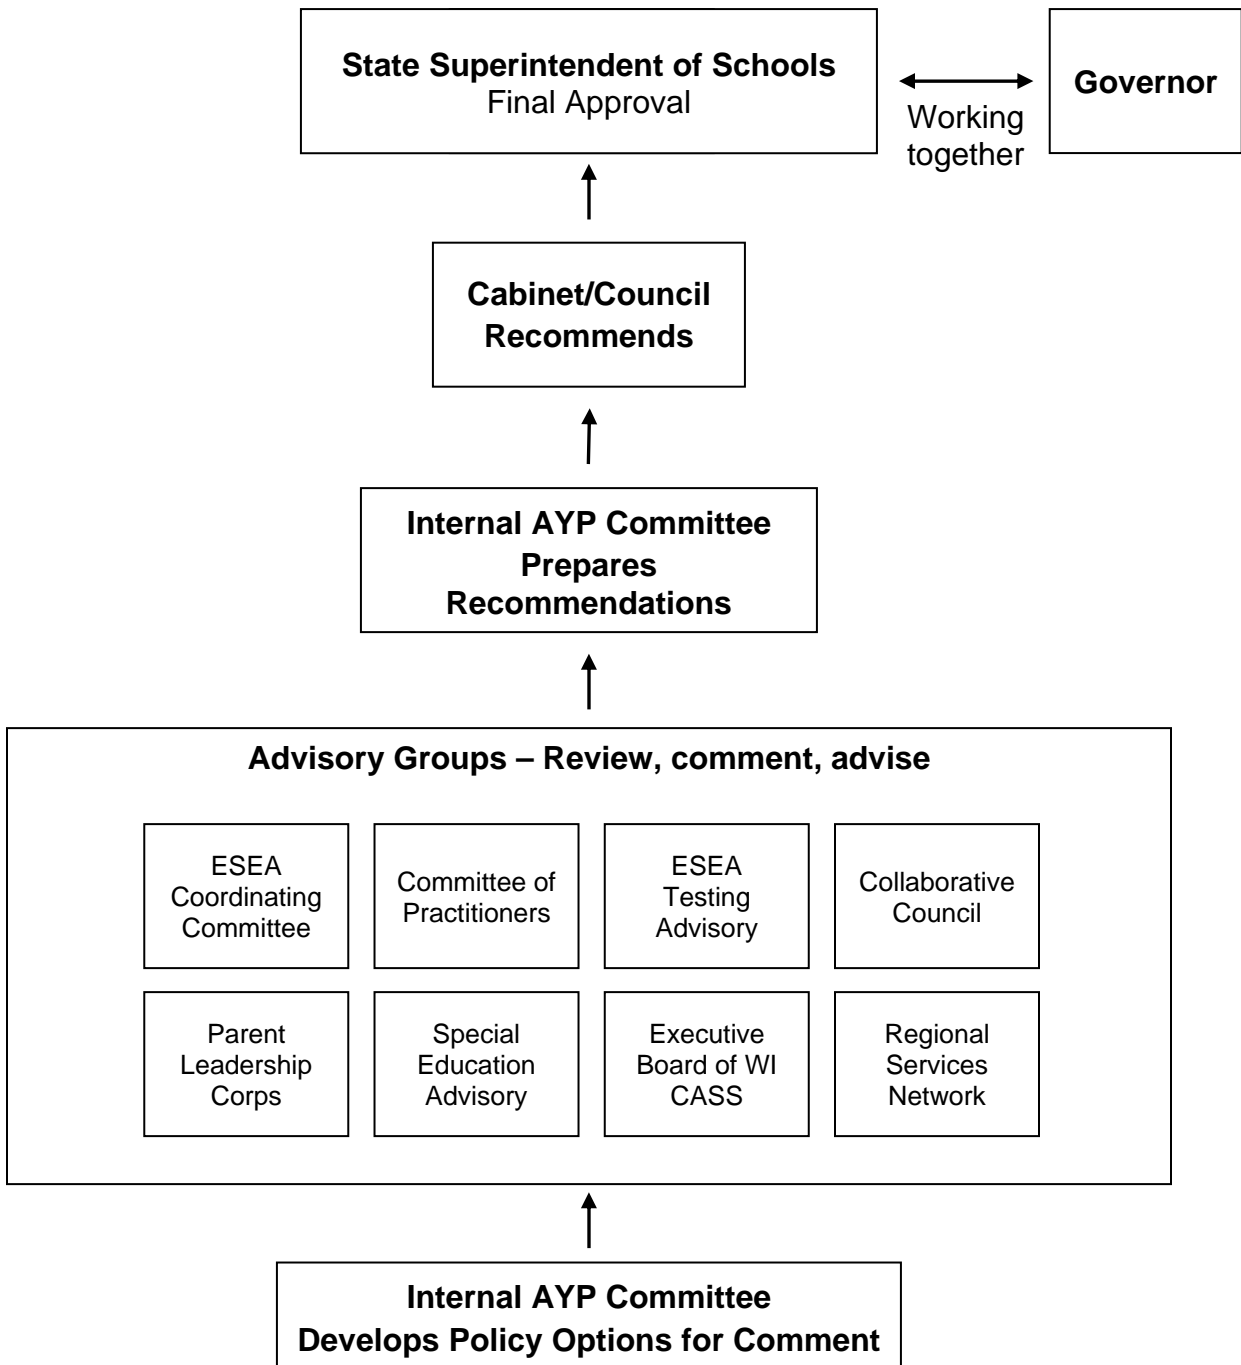 State Superintendent of Schools
Final Approval
Working
together
Governor
Cabinet/Council
Recommends
Internal AYP Committee
Prepares
Recommendations
Advisory Groups – Review, comment, advise
ESEA
Coordinating
Committee
Committee of
Practitioners
ESEA
Testing
Advisory
Collaborative
Council
Parent
Leadership
Corps
Special
Education
Advisory
Executive
Board of WI
CASS
Regional
Services
Network
Internal AYP Committee
Develops Policy Options for Comment